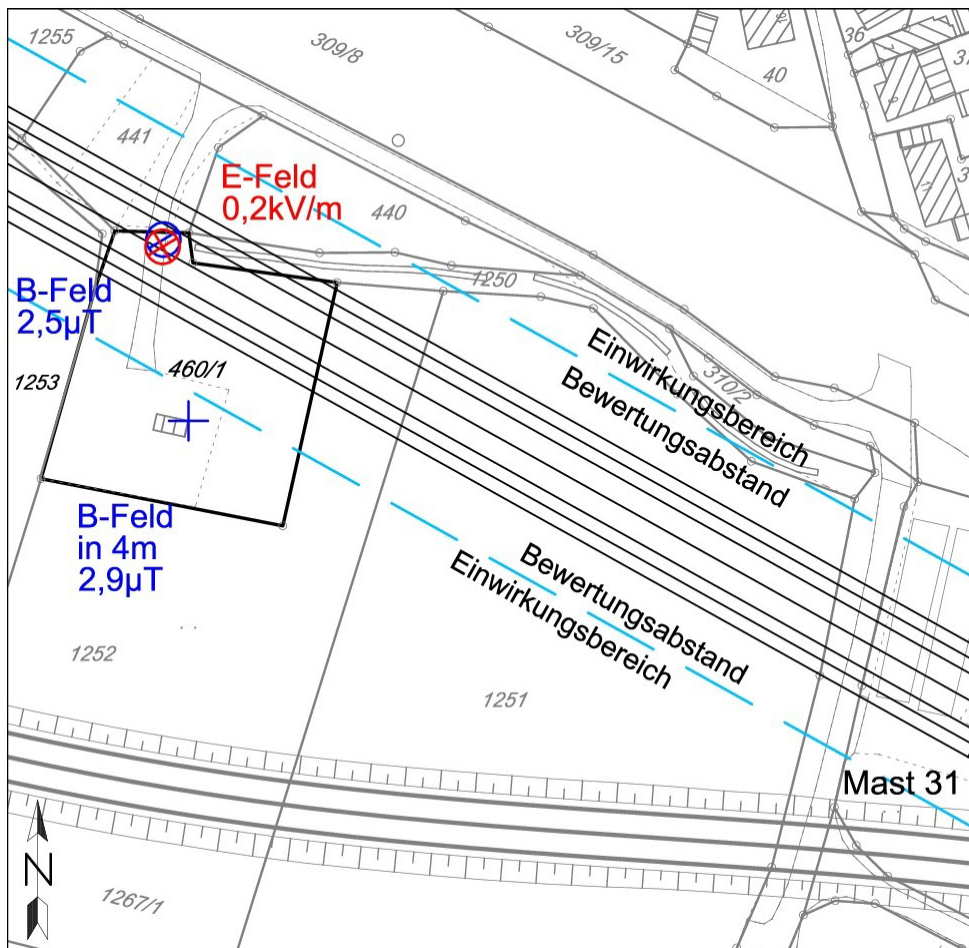 1255
309/8
309/15
36
40
441
E-Feld
0,2kV/m
440
1250
B-Feld
2,5µT
1253
460/1
Einwirkungsbereich
310/2
Bewertungsabstand
B-Feld
in 4m
2,9µT
Bewertungsabstand
Einwirkungsbereich
1252
1251
Mast 31
N
1267/1